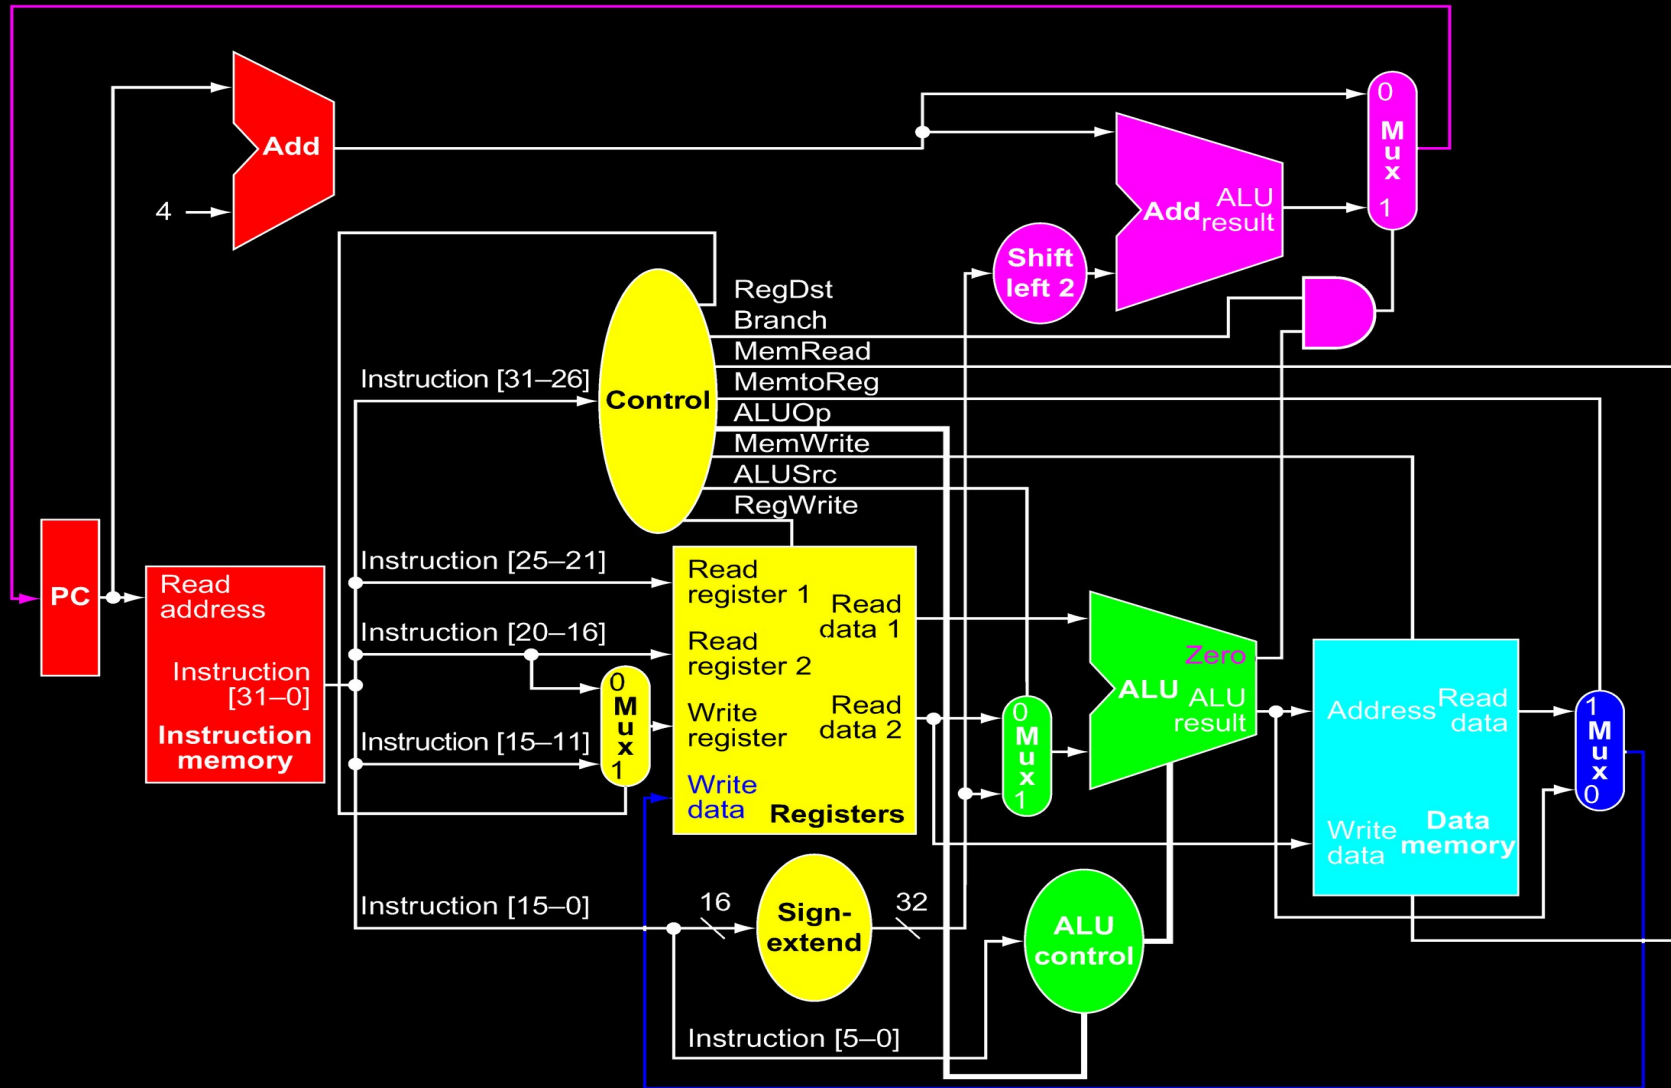 Add
4
0
Mux
1
Add
ALU
result
Shift
left 2
RegDst
Branch
MemRead
MemtoReg
ALUOp
MemWrite
ALUSrc
RegWrite
Control
Instruction [31–26]
Instruction [25–21]
Instruction [20–16]
Instruction [15–11]
Instruction [15–0]
Instruction [5–0]
PC
Read
address
Instruction
[31–0]
Instruction
memory
0
Mux
1
Read
register 1
Read
register 2
Write
register
Write
data
Read
data 1
Read
data 2
Registers
16
Sign-
extend
32
0
Mux
1
Zero
ALU
ALU
result
ALU
control
Address
Read
data
Write
data
Data
memory
1
Mux
0